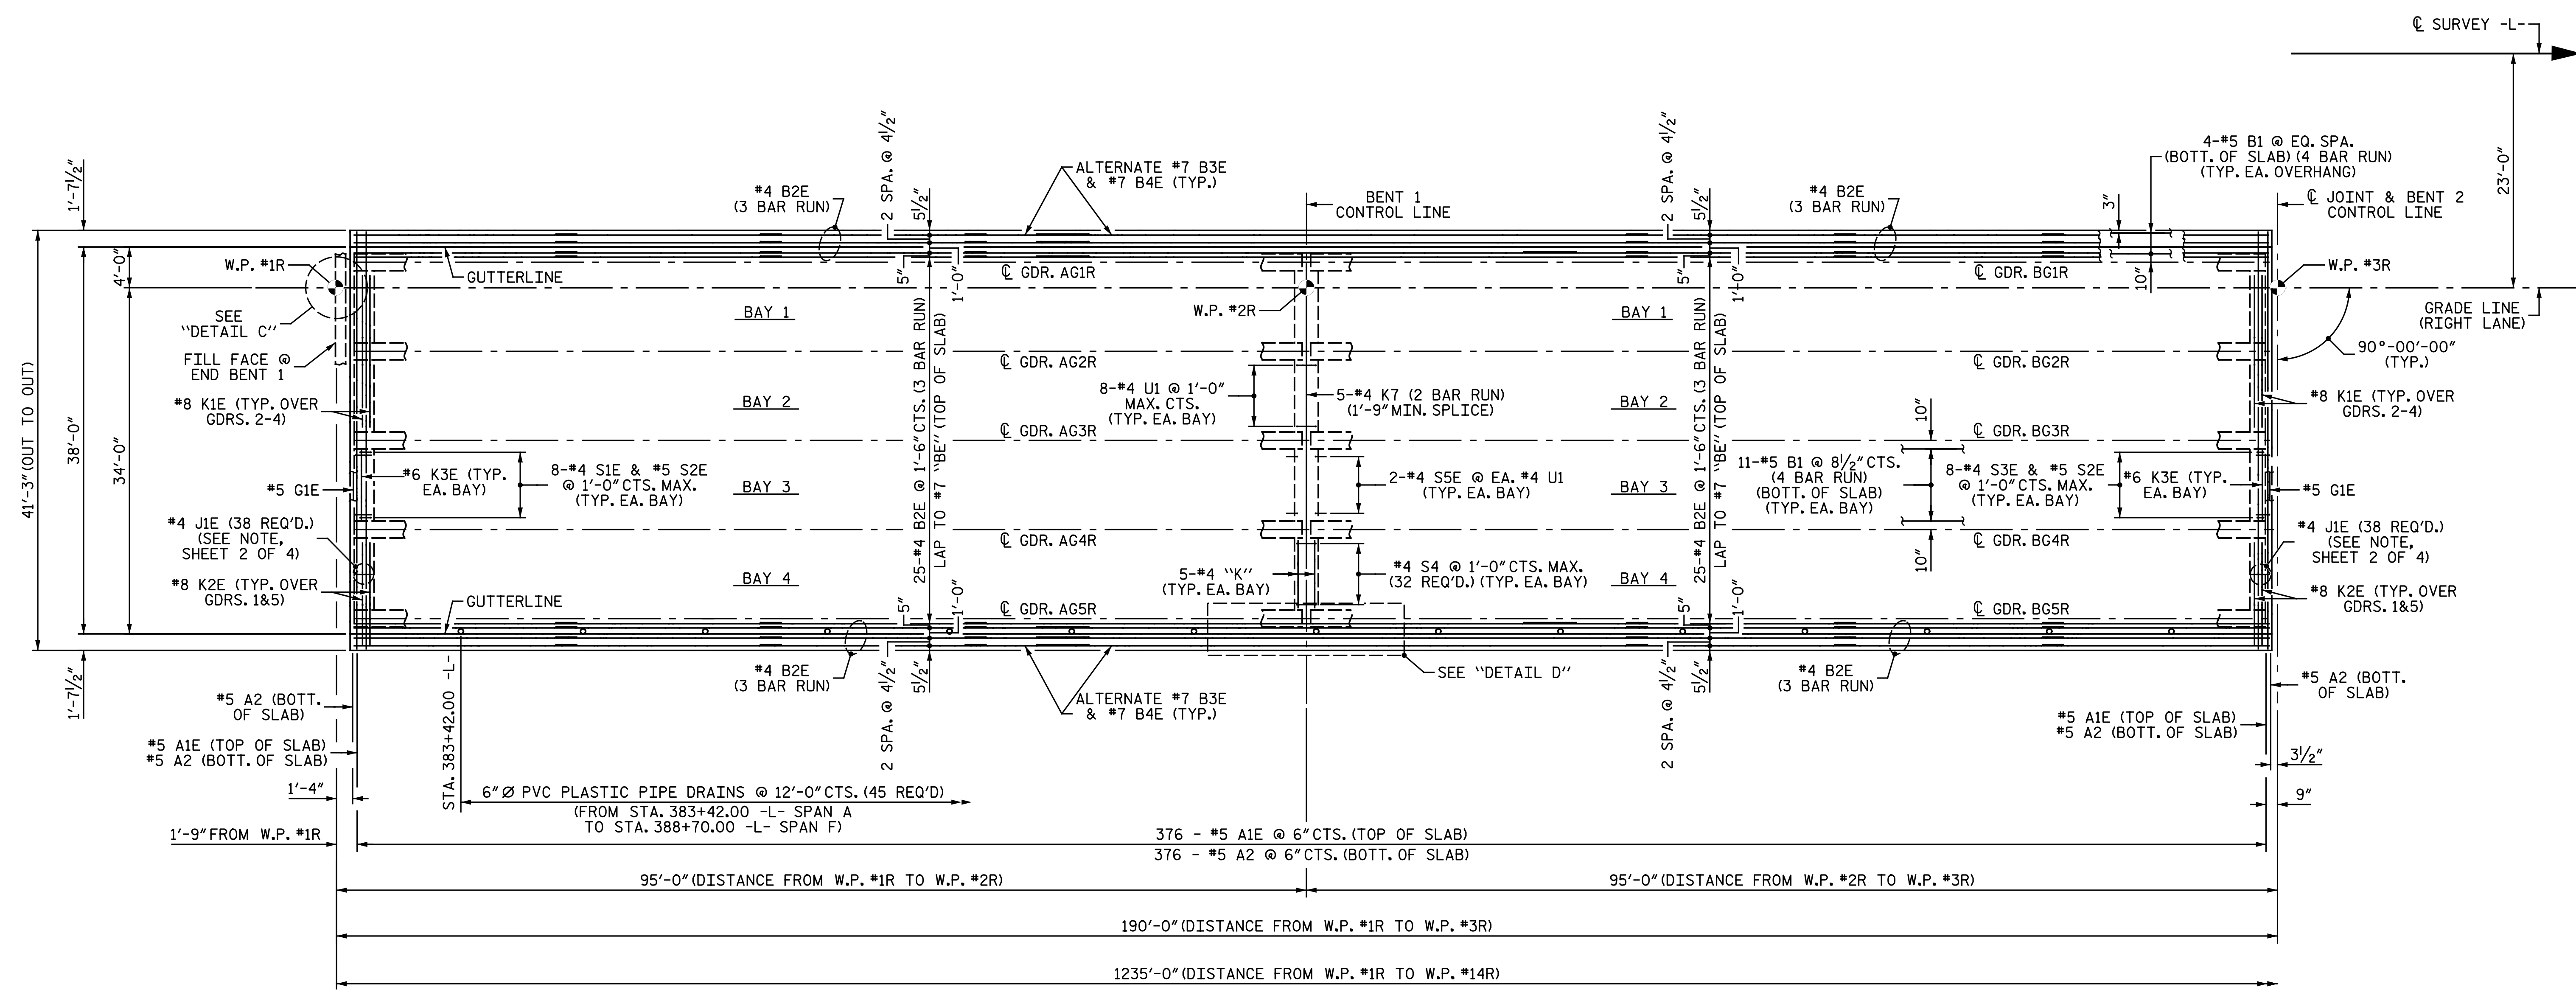 ℄ SURVEY -L-
23'-0"
4-#5 B1 @ EQ. SPA.
(BOTT. OF SLAB) (4 BAR RUN)
(TYP. EA. OVERHANG)
3"
10"
℄ JOINT & BENT 2
CONTROL LINE
W.P. #3R
GRADE LINE
(RIGHT LANE)
90°-00'-00"
(TYP.)
1'-7½"
4'-0"
41'-3" (OUT TO OUT)
38'-0"
34'-0"
1'-7½"
#4 B2E
(3 BAR RUN)
2 SPA. @ 4½"
5½"
ALTERNATE #7 B3E
& #7 B4E (TYP.)
BENT 1
CONTROL LINE
2 SPA. @ 4½"
5½"
#4 B2E
(3 BAR RUN)
W.P. #1R
GUTTERLINE
5"
1'-0"
℄ GDR. AG1R
5"
1'-0"
℄ GDR. BG1R
SEE
"DETAIL C"
FILL FACE @
END BENT 1
BAY 1
W.P. #2R
BAY 1
25-#4 B2E @ 1'-6" CTS. (3 BAR RUN)
LAP TO #7 "BE" (TOP OF SLAB)
25-#4 B2E @ 1'-6" CTS. (3 BAR RUN)
LAP TO #7 "BE" (TOP OF SLAB)
℄ GDR. AG2R
℄ GDR. BG2R
#8 K1E (TYP. OVER
GDRS. 2-4)
BAY 2
8-#4 U1 @ 1'-0"
MAX. CTS.
(TYP. EA. BAY)
5-#4 K7 (2 BAR RUN)
(1'-9" MIN. SPLICE)
BAY 2
#8 K1E (TYP. OVER
GDRS. 2-4)
℄ GDR. AG3R
10"
℄ GDR. BG3R
#6 K3E (TYP.
EA. BAY)
8-#4 S1E & #5 S2E
@ 1'-0" CTS. MAX.
(TYP. EA. BAY)
BAY 3
2-#4 S5E @ EA. #4 U1
(TYP. EA. BAY)
BAY 3
11-#5 B1 @ 8½" CTS.
(4 BAR RUN)
(BOTT. OF SLAB)
(TYP. EA. BAY)
8-#4 S3E & #5 S2E
@ 1'-0" CTS. MAX.
(TYP. EA. BAY)
#6 K3E (TYP.
EA. BAY)
#5 G1E
#5 G1E
#4 J1E (38 REQ'D.)
(SEE NOTE,
SHEET 2 OF 4)
℄ GDR. AG4R
10"
℄ GDR. BG4R
#4 J1E (38 REQ'D.)
(SEE NOTE,
SHEET 2 OF 4)
#8 K2E (TYP. OVER
GDRS. 1&5)
BAY 4
5-#4 "K"
(TYP. EA. BAY)
#4 S4 @ 1'-0" CTS. MAX.
(32 REQ'D.) (TYP. EA. BAY)
BAY 4
#8 K2E (TYP. OVER
GDRS. 1&5)
GUTTERLINE
5"
1'-0"
℄ GDR. AG5R
5"
1'-0"
℄ GDR. BG5R
#4 B2E
(3 BAR RUN)
2 SPA. @ 4½"
5½"
ALTERNATE #7 B3E
& #7 B4E (TYP.)
SEE "DETAIL D"
2 SPA. @ 4½"
5½"
#4 B2E
(3 BAR RUN)
#5 A2 (BOTT.
OF SLAB)
#5 A2 (BOTT.
OF SLAB)
#5 A1E (TOP OF SLAB)
#5 A2 (BOTT. OF SLAB)
#5 A1E (TOP OF SLAB)
#5 A2 (BOTT. OF SLAB)
STA. 383+42.00 -L-
1'-4"
6"Ø PVC PLASTIC PIPE DRAINS @ 12'-0" CTS. (45 REQ'D)
(FROM STA. 383+42.00 -L- SPAN A
TO STA. 388+70.00 -L- SPAN F)
3½"
9"
1'-9" FROM W.P. #1R
376 - #5 A1E @ 6" CTS. (TOP OF SLAB)
376 - #5 A2 @ 6" CTS. (BOTT. OF SLAB)
95'-0" (DISTANCE FROM W.P. #1R TO W.P. #2R)
95'-0" (DISTANCE FROM W.P. #2R TO W.P. #3R)
190'-0" (DISTANCE FROM W.P. #1R TO W.P. #3R)
1235'-0" (DISTANCE FROM W.P. #1R TO W.P. #14R)